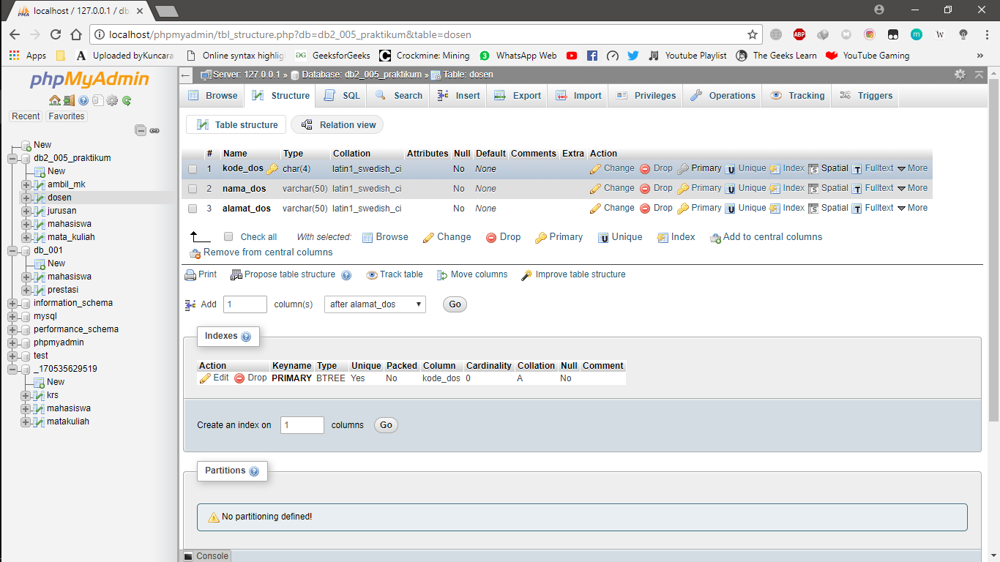 localhost / 127.0.0.1 / db
localhost/phpmyadmin/tbl_structure.php?db=db2_005_praktikum&table=dosen
ABP
m
W
Apps
A Uploaded byKuncara
Online syntax highlig
GeeksforGeeks
Crockmine: Mining
3 WhatsApp Web
Youtube Playlist
The Geeks Learn
YouTube Gaming
»
phpMyAdmin
Recent Favorites
New
db2_005_praktikum
New
ambil_mk
dosen
jurusan
mahasiswa
mata_kuliah
db_001
New
mahasiswa
prestasi
information_schema
mysql
performance_schema
phpmyadmin
test
_170535629519
New
krs
mahasiswa
matakuliah
Server: 127.0.0.1 » Database: db2_005_praktikum » Table: dosen
Browse Structure SQL Search Insert Export Import Privileges Operations Tracking Triggers
Table structure Relation view
# Name Type Collation Attributes Null Default Comments Extra Action
1 kode_dos char(4) latin1_swedish_ci No None Change Drop Primary Unique Index Spatial Fulltext More
2 nama_dos varchar(50) latin1_swedish_ci No None Change Drop Primary Unique Index Spatial Fulltext More
3 alamat_dos varchar(50) latin1_swedish_ci No None Change Drop Primary Unique Index Spatial Fulltext More
Check all With selected: Browse Change Drop Primary Unique Index Add to central columns
Remove from central columns
Print Propose table structure Track table Move columns Improve table structure
Add 1 column(s) after alamat_dos Go
Indexes
Action Keyname Type Unique Packed Column Cardinality Collation Null Comment
Edit Drop PRIMARY BTREE Yes No kode_dos 0 A No
Create an index on 1 columns Go
Partitions
No partitioning defined!
Console